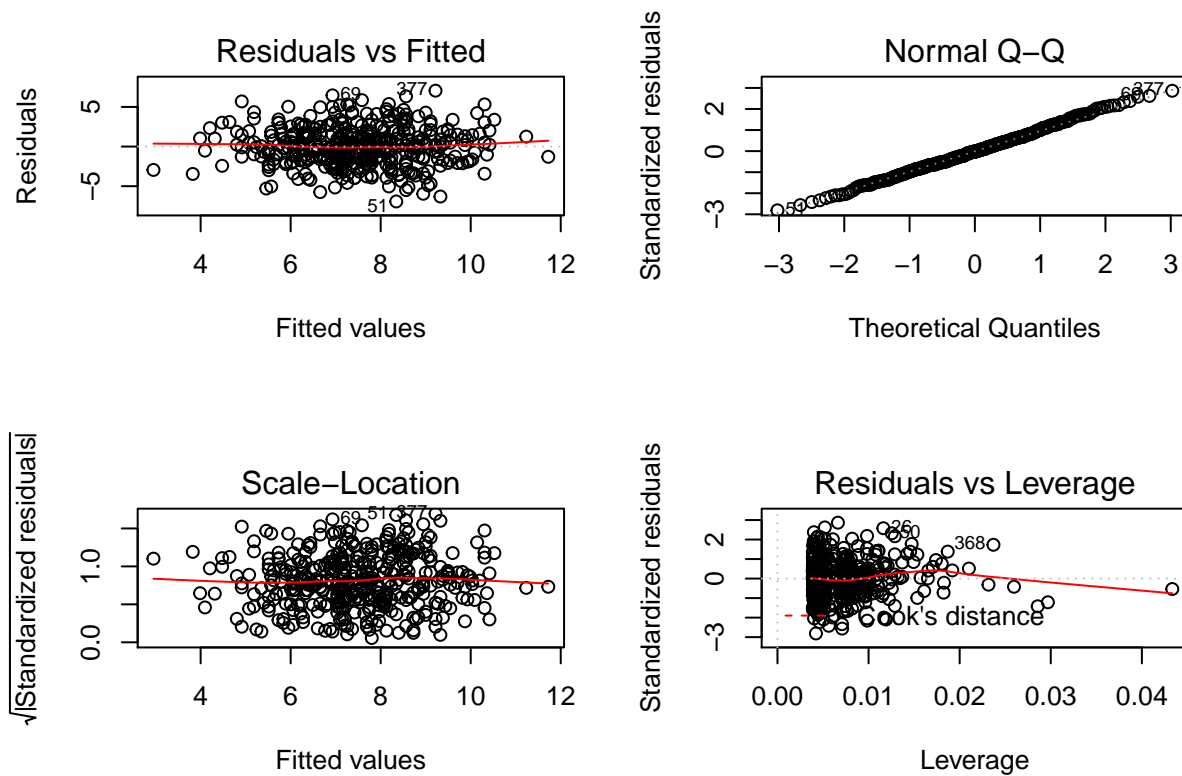 Residuals vs Fitted
Residuals
5
−5
69
377
51
4 6 8 10 12
Fitted values
Normal Q−Q
Standardized residuals
2
0
−3
377
51
−3 −2 −1 0 1 2 3
Theoretical Quantiles
Scale−Location
√|Standardized residuals|
1.0
0.0
69
51
377
4 6 8 10 12
Fitted values
Residuals vs Leverage
Standardized residuals
2
0
−3
26
368
Cook's distance
0.00 0.01 0.02 0.03 0.04
Leverage